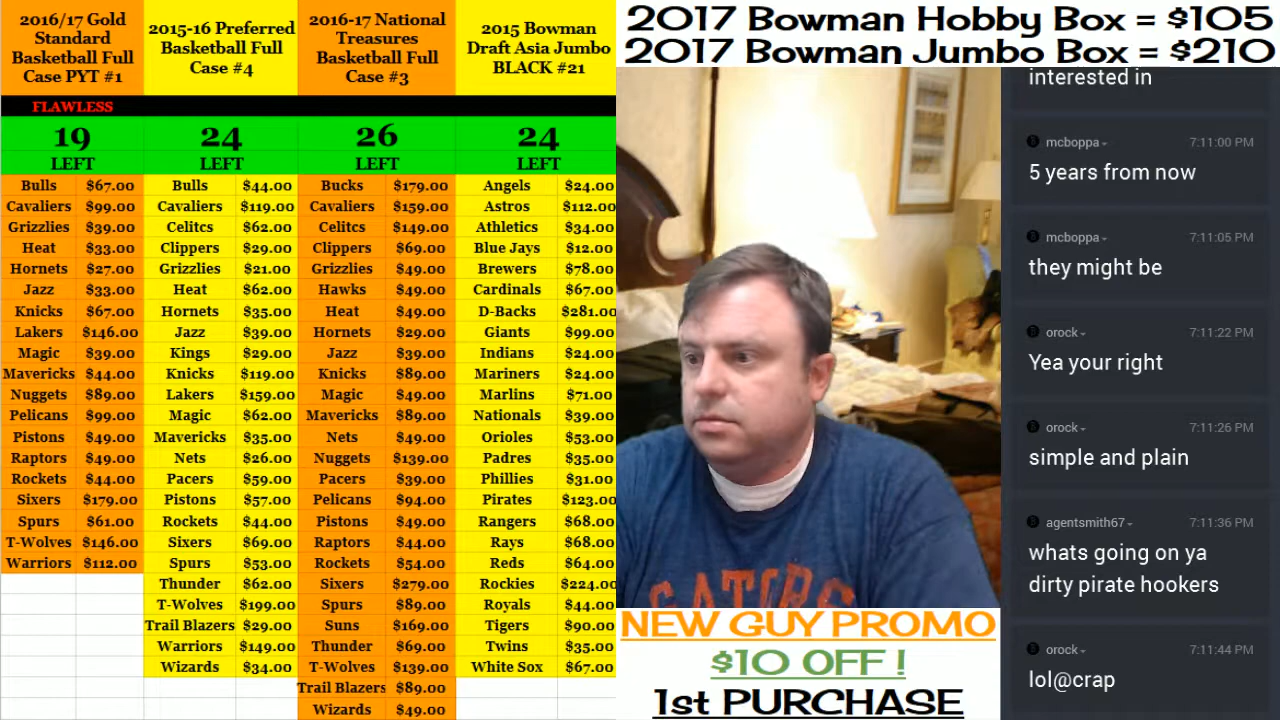 2016/17 Gold
Standard
Basketball Full
Case PYT #1
FLAWLESS
19
LEFT
Bulls $67.00
Cavaliers $99.00
Grizzlies $39.00
Heat $33.00
Hornets $27.00
Jazz $33.00
Knicks $67.00
Lakers $146.00
Magic $39.00
Mavericks $44.00
Nuggets $89.00
Pelicans $99.00
Pistons $49.00
Raptors $49.00
Rockets $44.00
Sixers $179.00
Spurs $61.00
T-Wolves $146.00
Warriors $112.00
2015-16 Preferred
Basketball Full
Case #4
24
LEFT
Bulls $44.00
Cavaliers $119.00
Celitcs $62.00
Clippers $29.00
Grizzlies $21.00
Heat $62.00
Hornets $35.00
Jazz $39.00
Kings $29.00
Knicks $119.00
Lakers $159.00
Magic $62.00
Mavericks $35.00
Nets $26.00
Pacers $59.00
Pistons $57.00
Rockets $44.00
Sixers $69.00
Spurs $53.00
Thunder $62.00
T-Wolves $199.00
Trail Blazers $29.00
Warriors $149.00
Wizards $34.00
2016-17 National
Treasures
Basketball Full
Case #3
26
LEFT
Bucks $179.00
Cavaliers $159.00
Celitcs $149.00
Clippers $69.00
Grizzlies $49.00
Hawks $49.00
Heat $49.00
Hornets $29.00
Jazz $39.00
Knicks $89.00
Magic $49.00
Mavericks $89.00
Nets $49.00
Nuggets $139.00
Pacers $39.00
Pelicans $94.00
Pistons $49.00
Raptors $44.00
Rockets $54.00
Sixers $279.00
Spurs $89.00
Suns $169.00
Thunder $69.00
T-Wolves $139.00
Trail Blazers $89.00
Wizards $49.00
2015 Bowman
Draft Asia Jumbo
BLACK #21
24
LEFT
Angels $24.00
Astros $112.00
Athletics $34.00
Blue Jays $12.00
Brewers $78.00
Cardinals $67.00
D-Backs $281.00
Giants $99.00
Indians $24.00
Mariners $24.00
Marlins $71.00
Nationals $39.00
Orioles $53.00
Padres $35.00
Phillies $31.00
Pirates $123.00
Rangers $68.00
Rays $68.00
Reds $64.00
Rockies $224.00
Royals $44.00
Tigers $90.00
Twins $35.00
White Sox $67.00
2017 Bowman Hobby Box = $105
2017 Bowman Jumbo Box = $210
GATORS
NEW GUY PROMO
$10 OFF !
1st PURCHASE
interested in
mcboppa 7:11:00 PM
5 years from now
mcboppa 7:11:05 PM
they might be
orock 7:11:22 PM
Yea your right
orock 7:11:26 PM
simple and plain
agentsmith67 7:11:36 PM
whats going on ya
dirty pirate hookers
orock 7:11:44 PM
lol@crap